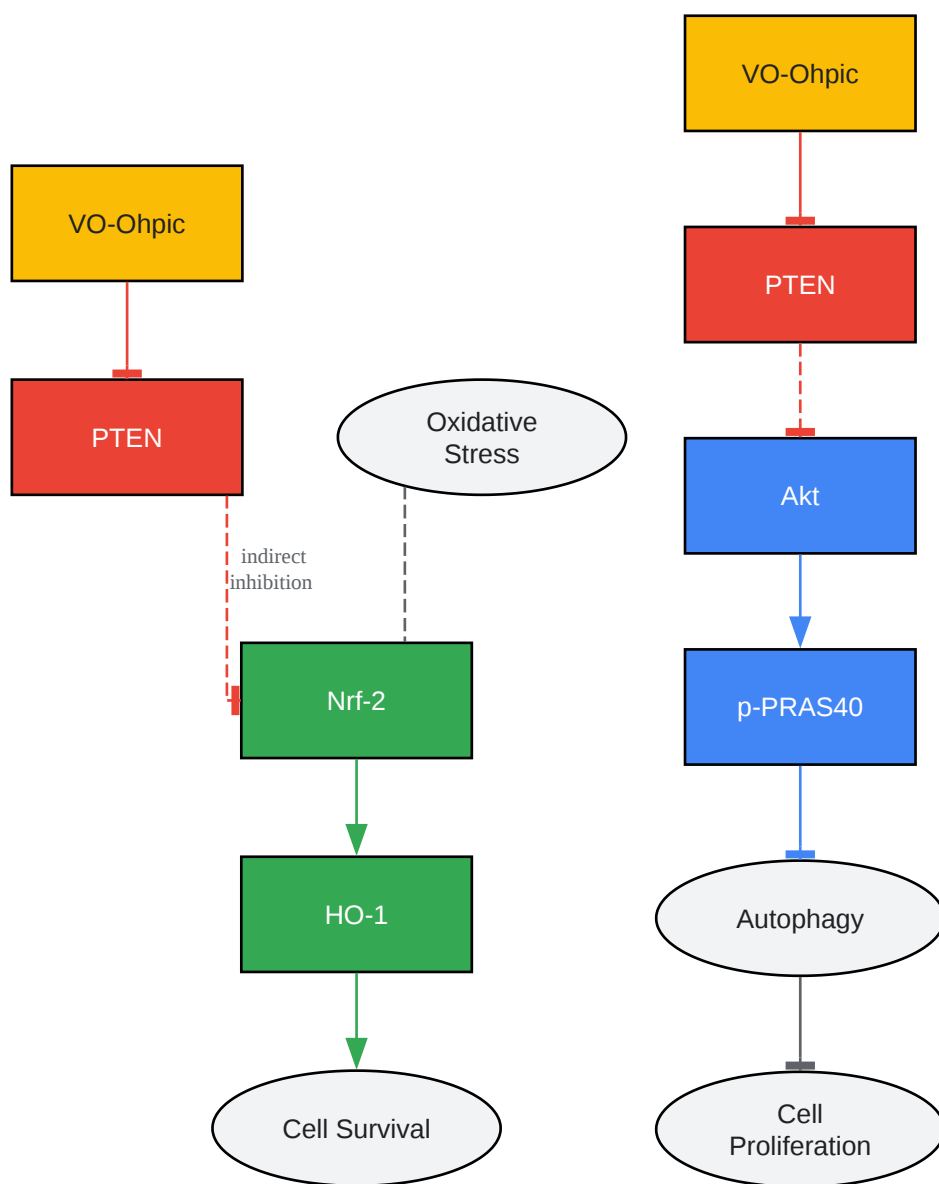 VO-Ohpic
PTEN
Oxidative
Stress
indirect
inhibition
Nrf-2
HO-1
Cell Survival
VO-Ohpic
PTEN
Akt
p-PRAS40
Autophagy
Cell
Proliferation